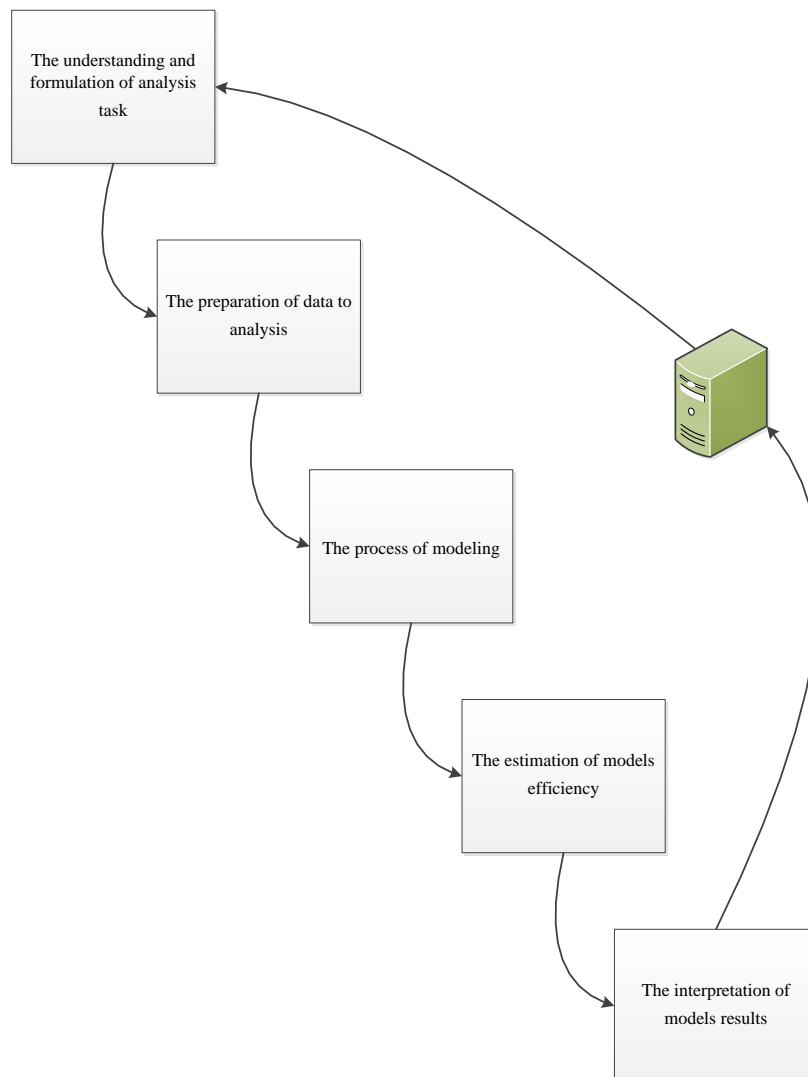 The understanding and
formulation of analysis
task
The preparation of data to
analysis
The process of modeling
The estimation of models
efficiency
The interpretation of
models results